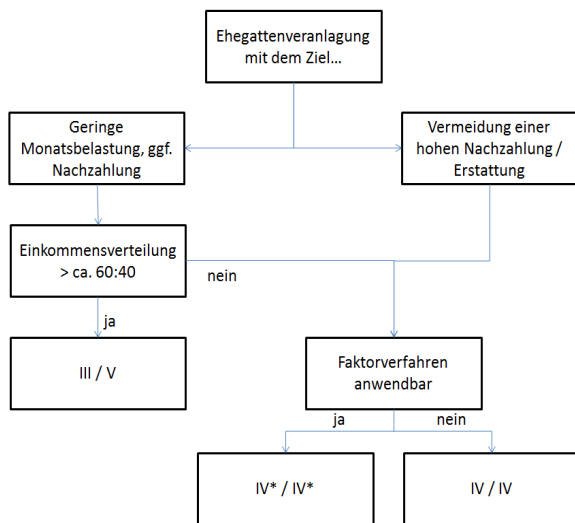 Ehegattenveranlagung
mit dem Ziel...
Geringe
Monatsbelastung, ggf.
Nachzahlung
Vermeidung einer
hohen Nachzahlung /
Erstattung
Einkommensverteilung
> ca. 60:40
nein
ja
III / V
Faktorverfahren
anwendbar
ja
nein
IV* / IV*
IV / IV